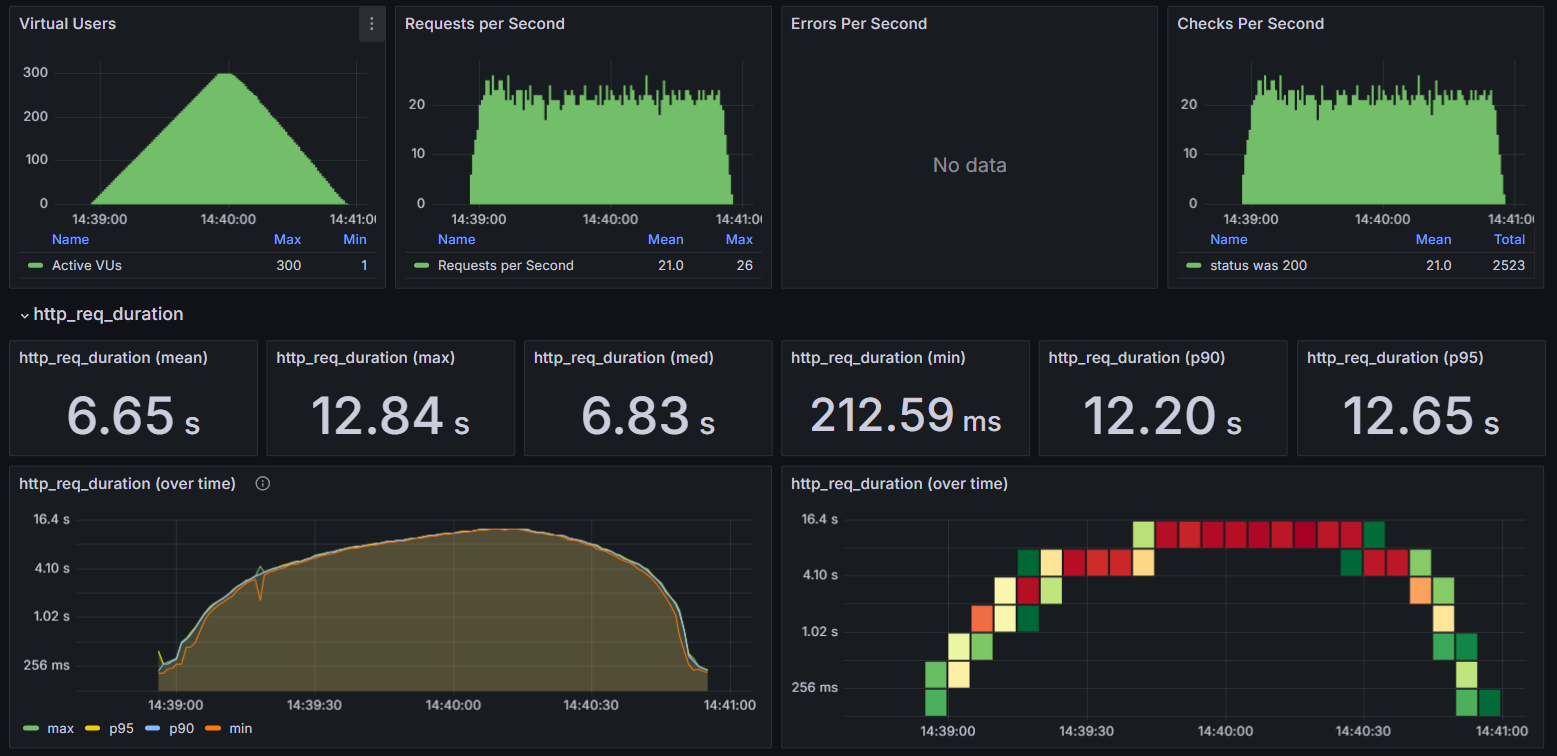 Virtual Users
300
200
100
0
14:39:00 14:40:00 14:41:0
Name Max Min
Active VUs 300 1
Requests per Second
20
10
0
14:39:00 14:40:00 14:41:0
Name Mean Max
Requests per Second 21.0 26
Errors Per Second
No data
Checks Per Second
20
10
0
14:39:00 14:40:00 14:41:0
Name Mean Total
status was 200 21.0 2523
http_req_duration
http_req_duration (mean)
6.65 s
http_req_duration (max)
12.84 s
http_req_duration (med)
6.83 s
http_req_duration (min)
212.59 ms
http_req_duration (p90)
12.20 s
http_req_duration (p95)
12.65 s
http_req_duration (over time)
16.4 s
4.10 s
1.02 s
256 ms
14:39:00 14:39:30 14:40:00 14:40:30 14:41:00
max p95 p90 min
http_req_duration (over time)
16.4 s
4.10 s
1.02 s
256 ms
14:39:00 14:39:30 14:40:00 14:40:30 14:41:00